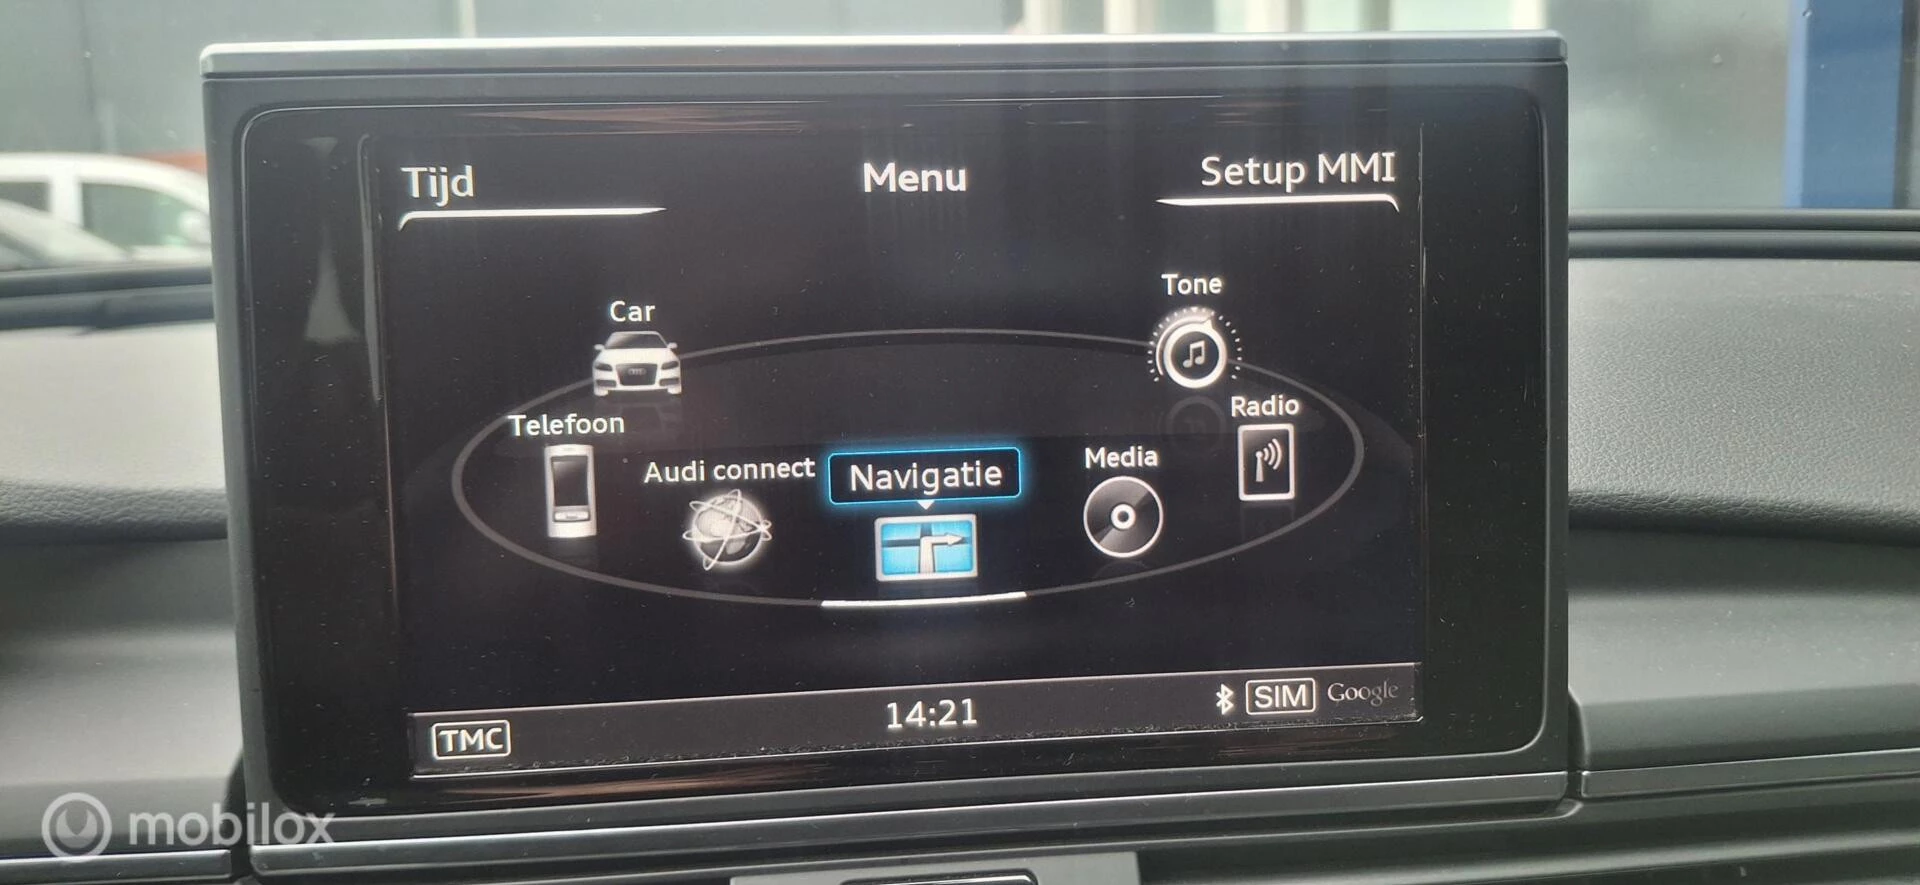 Tijd
Menu
Setup MMI
Car
Tone
Telefoon
Radio
Audi connect
Navigatie
Media
TMC
14:21
SIM
Google
mobilox